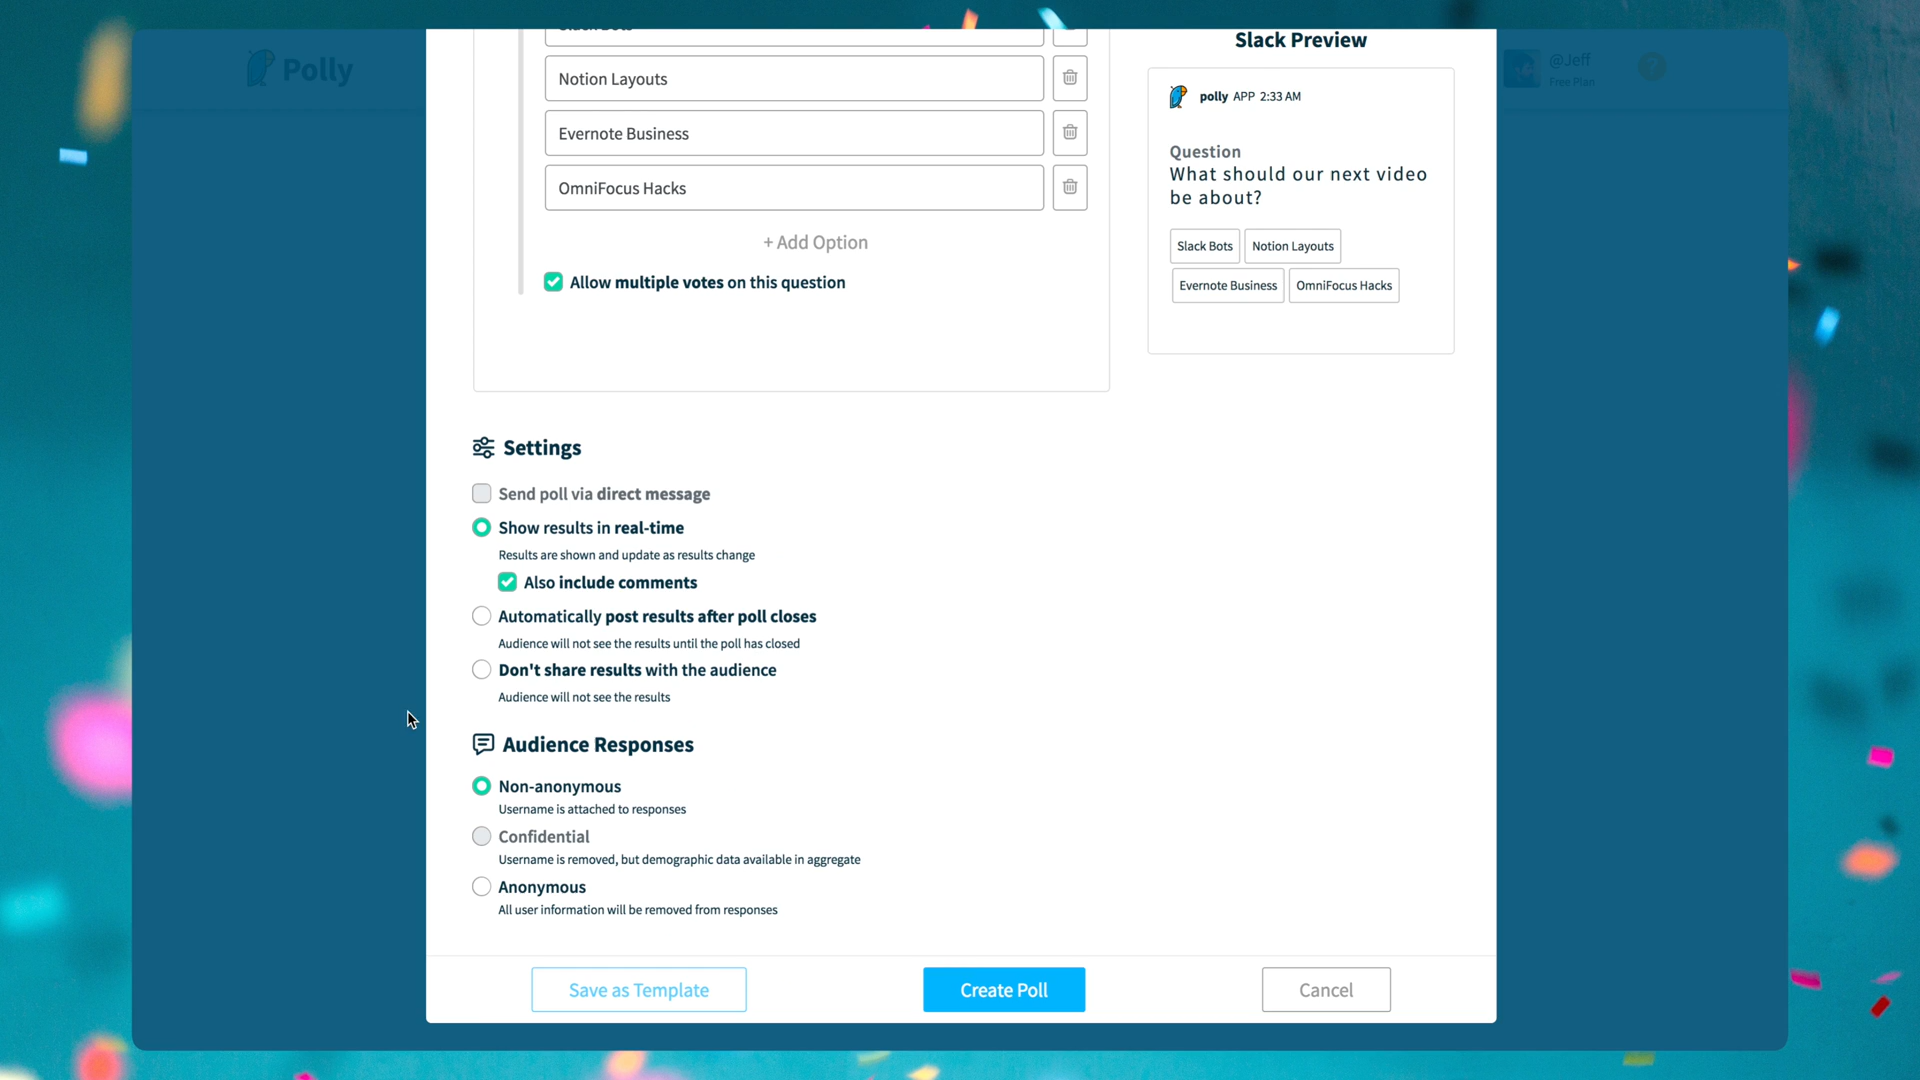 Polly
Notion Layouts
Evernote Business
OmniFocus Hacks
+ Add Option
Allow multiple votes on this question
Slack Preview
polly APP 2:33 AM
Question
What should our next video
be about?
Slack Bots Notion Layouts
Evernote Business OmniFocus Hacks
@Jeff
Free Plan
?
Settings
Send poll via direct message
Show results in real-time
Results are shown and update as results change
Also include comments
Automatically post results after poll closes
Audience will not see the results until the poll has closed
Don't share results with the audience
Audience will not see the results
Audience Responses
Non-anonymous
Username is attached to responses
Confidential
Username is removed, but demographic data available in aggregate
Anonymous
All user information will be removed from responses
Save as Template Create Poll Cancel